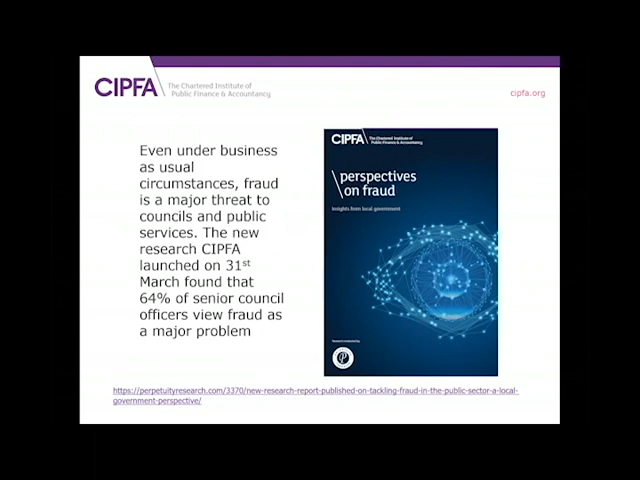 CIPFA
The Chartered Institute of
Public Finance & Accountancy
cipfa.org
Even under business
as usual
circumstances, fraud
is a major threat to
councils and public
services. The new
research CIPFA
launched on 31st
March found that
64% of senior council
officers view fraud as
a major problem
CIPFA
The Chartered Institute of
Public Finance & Accountancy
\perspectives
\on fraud
Insights from local government
Research conducted by
https://perpetuityresearch.com/3370/new-research-report-published-on-tackling-fraud-in-the-public-sector-a-local-
government-perspective/